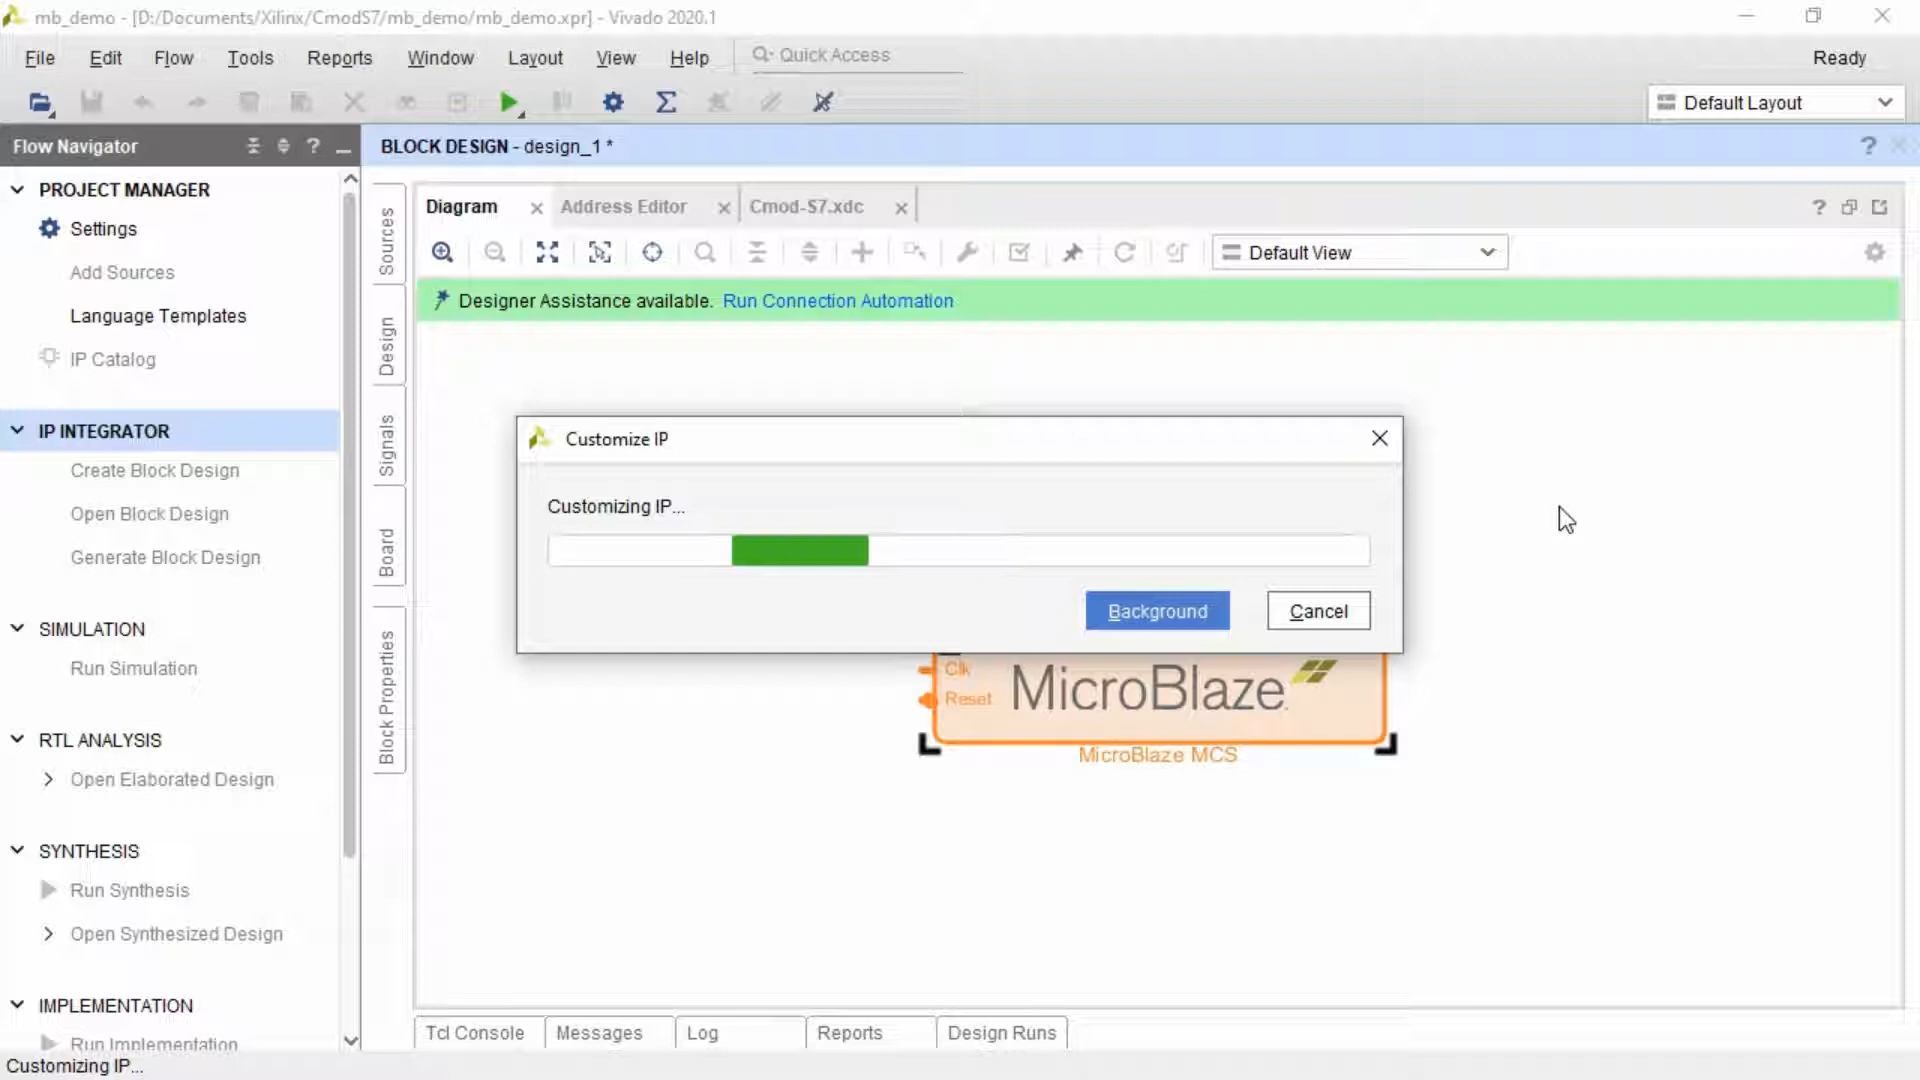 mb_demo - [D:/Documents/Xilinx/CmodS7/mb_demo/mb_demo.xpr] - Vivado 2020.1
File Edit Flow Tools Reports Window Layout View Help Quick Access Ready
Default Layout
Flow Navigator
BLOCK DESIGN - design_1 *
PROJECT MANAGER
Settings
Add Sources
Language Templates
IP Catalog
IP INTEGRATOR
Create Block Design
Open Block Design
Generate Block Design
SIMULATION
Run Simulation
RTL ANALYSIS
Open Elaborated Design
SYNTHESIS
Run Synthesis
Open Synthesized Design
IMPLEMENTATION
Run Implementation
Sources
Design
Signals
Board
Block Properties
Diagram Address Editor Cmod-S7.xdc
Default View
Designer Assistance available. Run Connection Automation
Customize IP
Customizing IP...
Background Cancel
Clk
Reset
MicroBlaze
MicroBlaze MCS
Tcl Console Messages Log Reports Design Runs
Customizing IP...